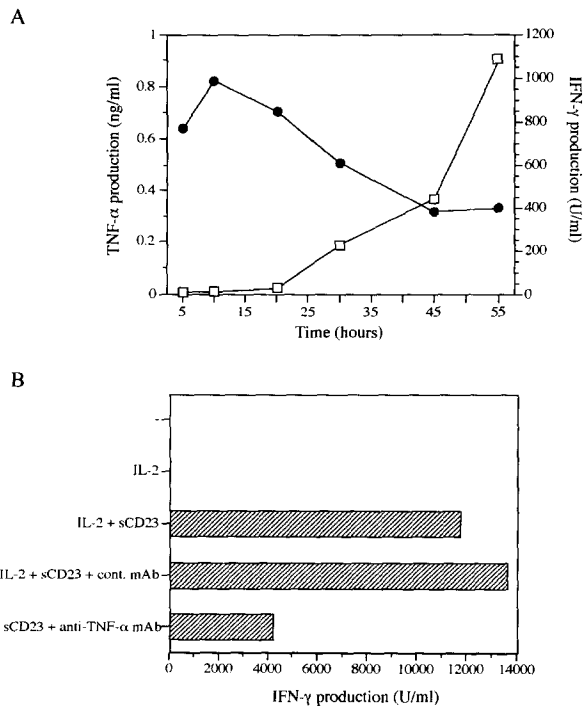 A
TNF-α production (ng/ml)
1
0.8
0.6
0.4
0.2
0
1200
1000
800
600
400
200
0
IFN-γ production (U/ml)
5 15 25 35 45 55
Time (hours)
B
--
IL-2
IL-2 + sCD23
IL-2 + sCD23 + cont. mAb
sCD23 + anti-TNF-α mAb
0 2000 4000 6000 8000 10000 12000 14000
IFN-γ production (U/ml)